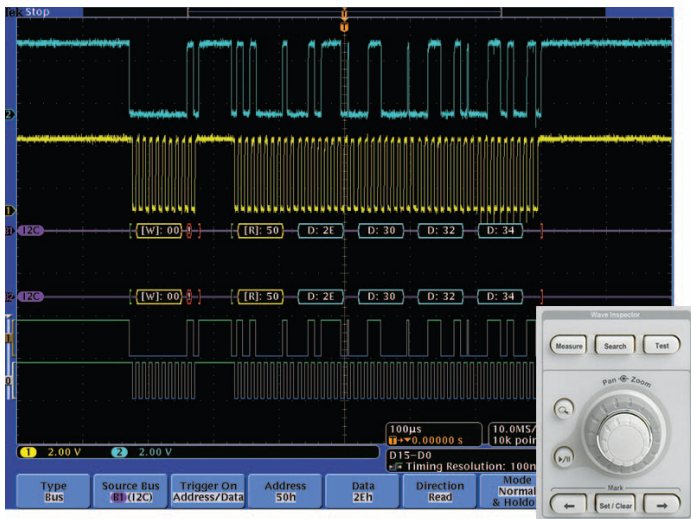 Tek Stop
T
T
2
1
B1 I2C [W]: 00 ! [R]: 50 D: 2E D: 30 D: 32 D: 34
B2 I2C [W]: 00 ! [R]: 50 D: 2E D: 30 D: 32 D: 34
1
0
100µs 10.0MS/
T→▼0.00000 s 10k poin
1 2.00 V 2 2.00 V
D15-D0
Timing Resolution: 100n
Type
Bus
Source Bus
B1 (I2C)
Trigger On
Address/Data
Address
50h
Data
2Eh
Direction
Read
Mode
Normal
& Holdo
Wave Inspector
Measure Search Test
Pan Zoom
Mark
← Set / Clear →